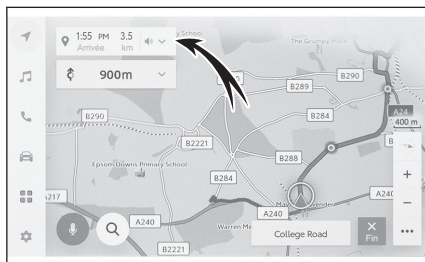 1:55 PM 3.5
Arrivée km
900m
The Grumpy
B290
B289
B290
B284
A24
400 m
B2221
Epsom Downs Primary School
B288
B284
A217
A240
A240
A240
Warren
College Road
Fin
B2221